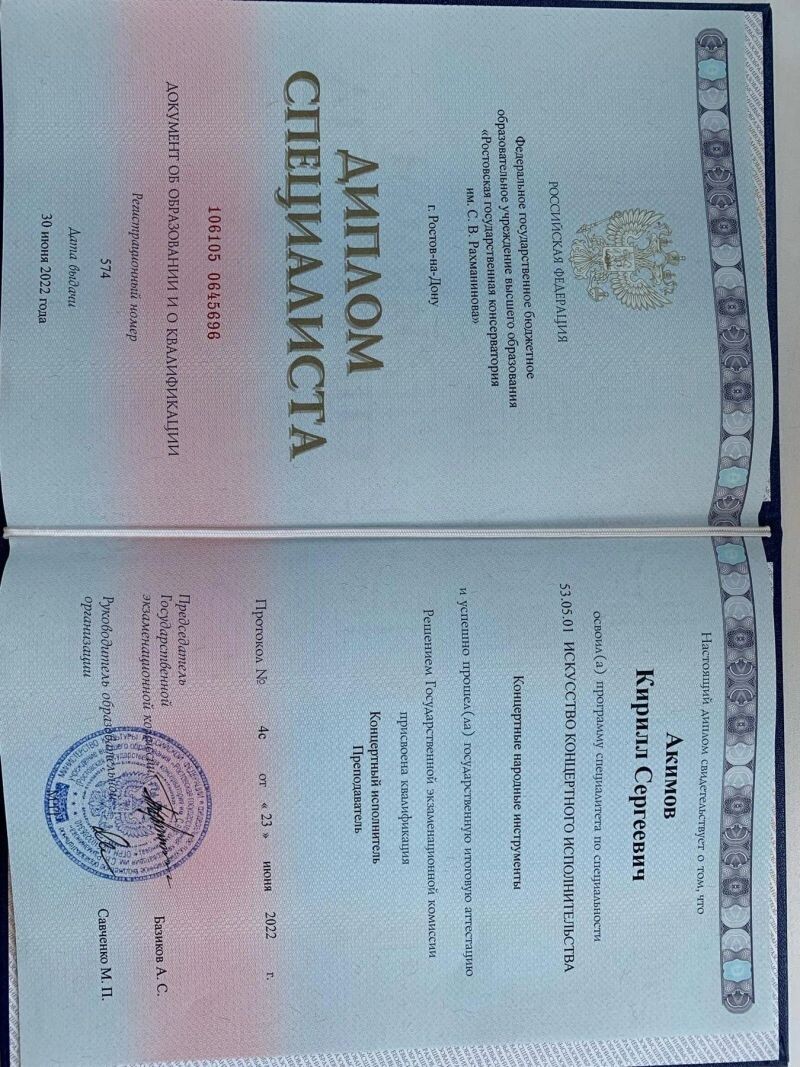 РОССИЙСКАЯ ФЕДЕРАЦИЯ
Федеральное государственное бюджетное
образовательное учреждение высшего образования
«Ростовская государственная консерватория
им. С. В. Рахманинова»
г. Ростов-на-Дону
ДИПЛОМ
СПЕЦИАЛИСТА
106105 0645696
ДОКУМЕНТ ОБ ОБРАЗОВАНИИ И О КВАЛИФИКАЦИИ
Регистрационный номер
574
Дата выдачи
30 июня 2022 года
Настоящий диплом свидетельствует о том, что
Акимов
Кирилл Сергеевич
освоил(а) программу специалитета по специальности
53.05.01 ИСКУССТВО КОНЦЕРТНОГО ИСПОЛНИТЕЛЬСТВА
Концертные народные инструменты
и успешно прошел(ла) государственную итоговую аттестацию
Решением Государственной экзаменационной комиссии
присвоена квалификация
Концертный исполнитель
Преподаватель
Протокол № 4с от « 23 » июня 2022 г.
Председатель
Государственной
экзаменационной комиссии Базиков А. С.
Руководитель образовательной
организации Савченко М. П.